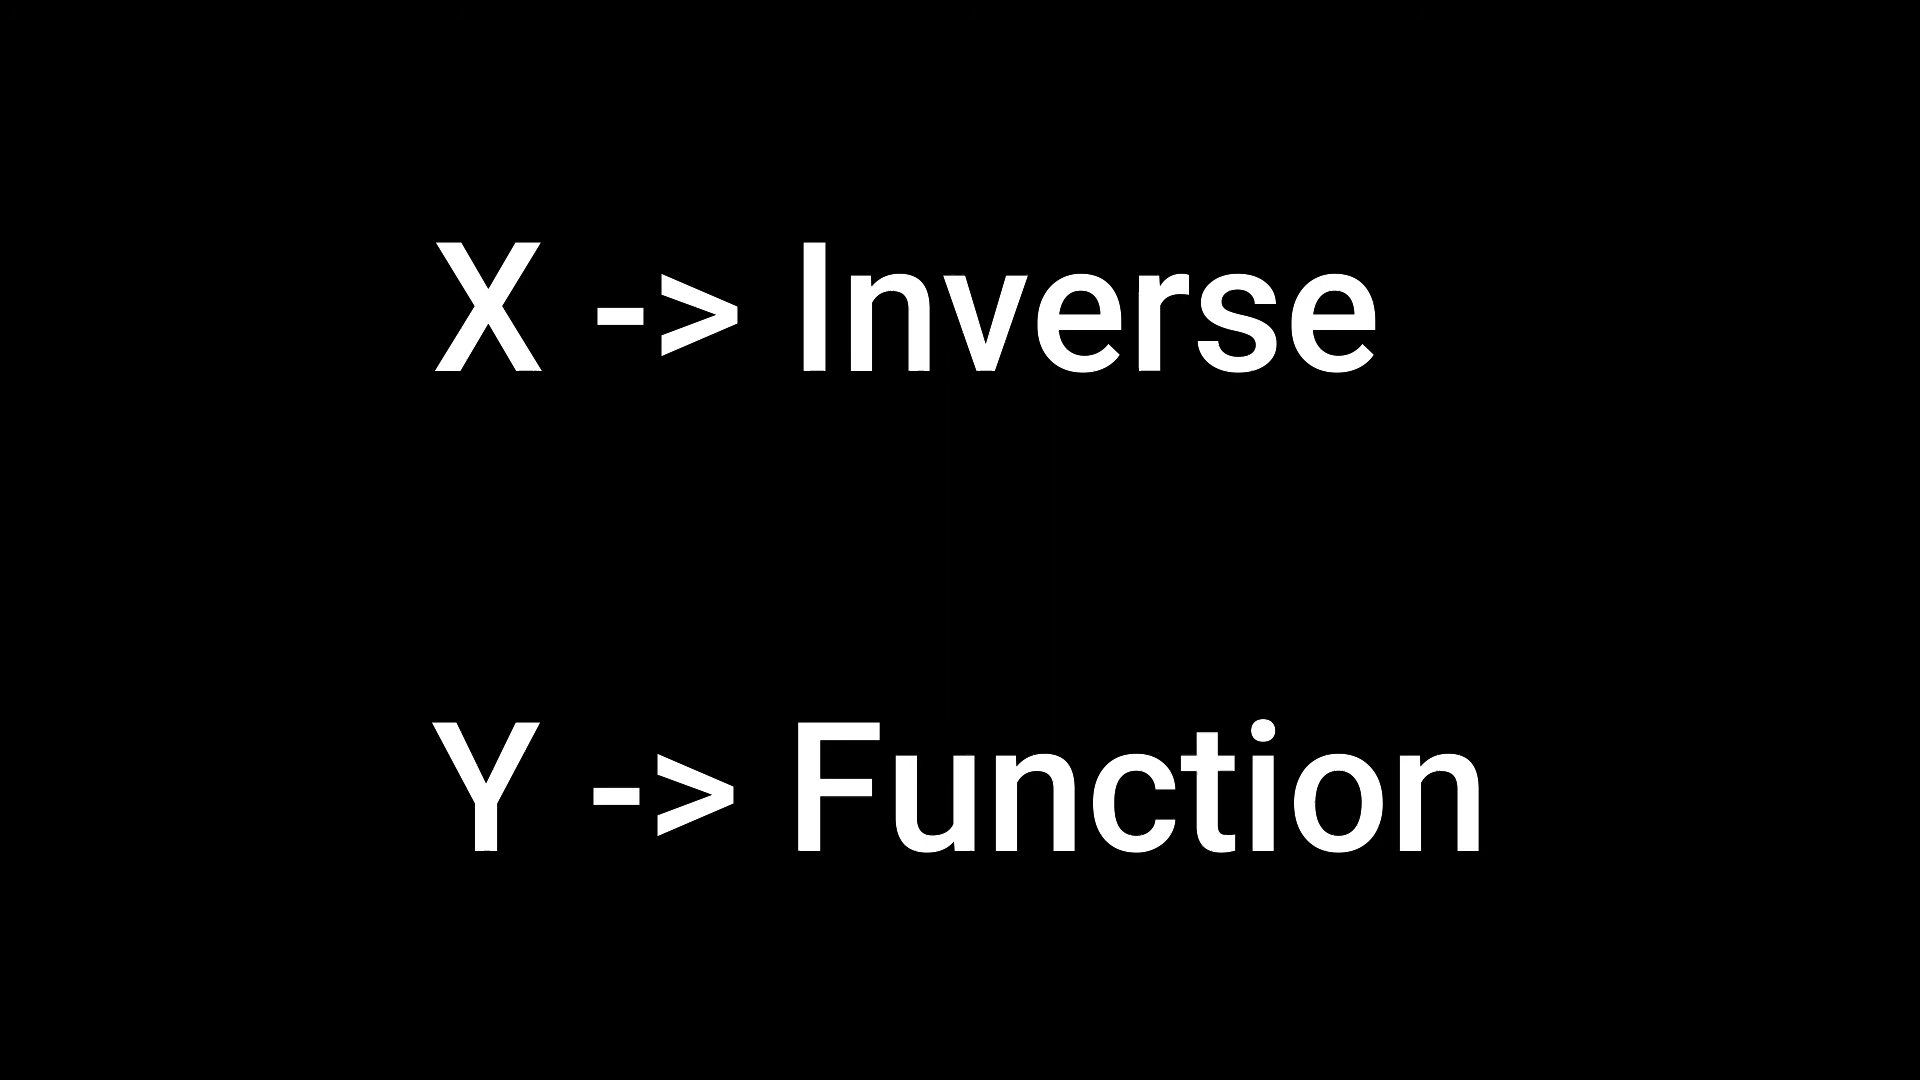 X -> Inverse
Y -> Function